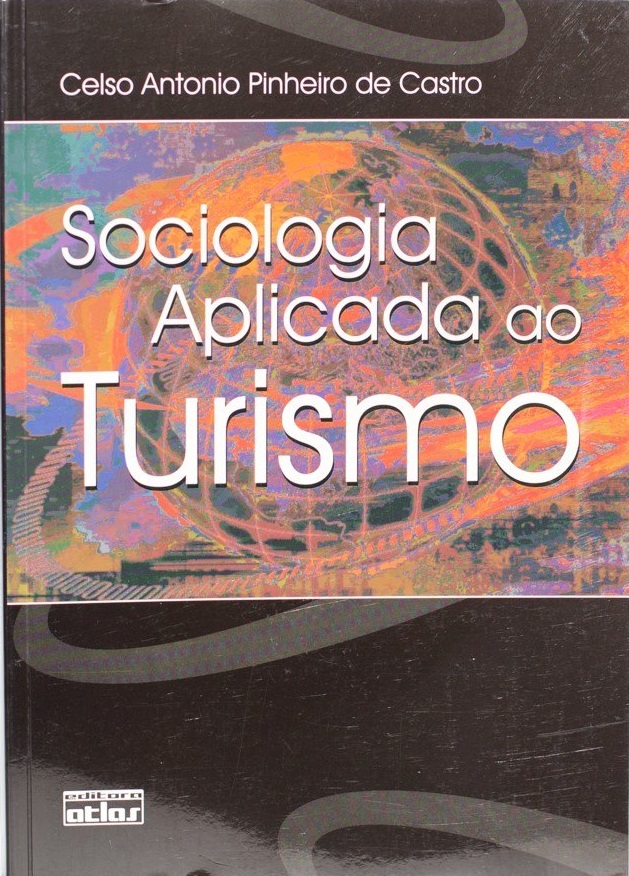 Celso Antonio Pinheiro de Castro
Sociologia
Aplicada ao
Turismo
editora
atlas